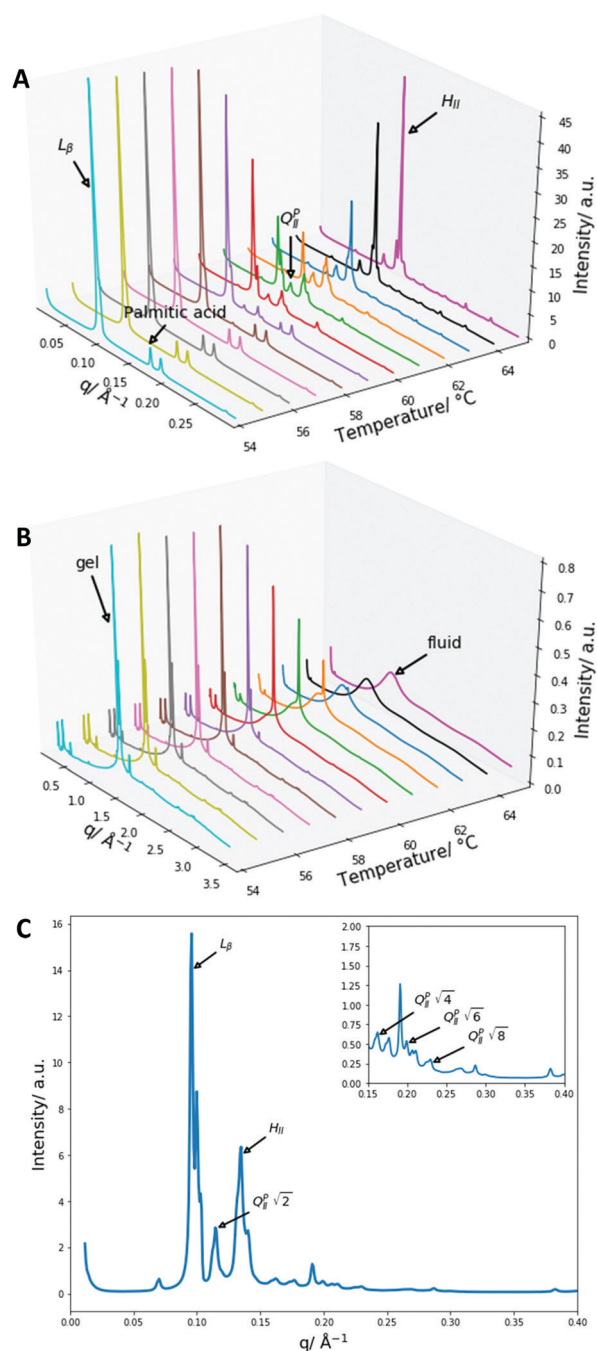 A
Lβ
Palmitic acid
Q_II^P
H_II
45
40
35
30
25
20
15
10
5
0
Intensity/ a.u.
0.05
0.10
0.15
0.20
0.25
q/ Å⁻¹
54
56
58
60
62
64
Temperature/ °C
B
gel
fluid
0.8
0.7
0.6
0.5
0.4
0.3
0.2
0.1
0.0
Intensity/ a.u.
0.5
1.0
1.5
2.0
2.5
3.0
3.5
q/ Å⁻¹
54
56
58
60
62
64
Temperature/ °C
C
16
14
12
10
8
6
4
2
0
Intensity/ a.u.
Lβ
H_II
Q_II^P √2
2.00
1.75
1.50
1.25
1.00
0.75
0.50
0.25
0.00
Q_II^P √4
Q_II^P √6
Q_II^P √8
0.15 0.20 0.25 0.30 0.35 0.40
0.00 0.05 0.10 0.15 0.20 0.25 0.30 0.35 0.40
q/ Å⁻¹